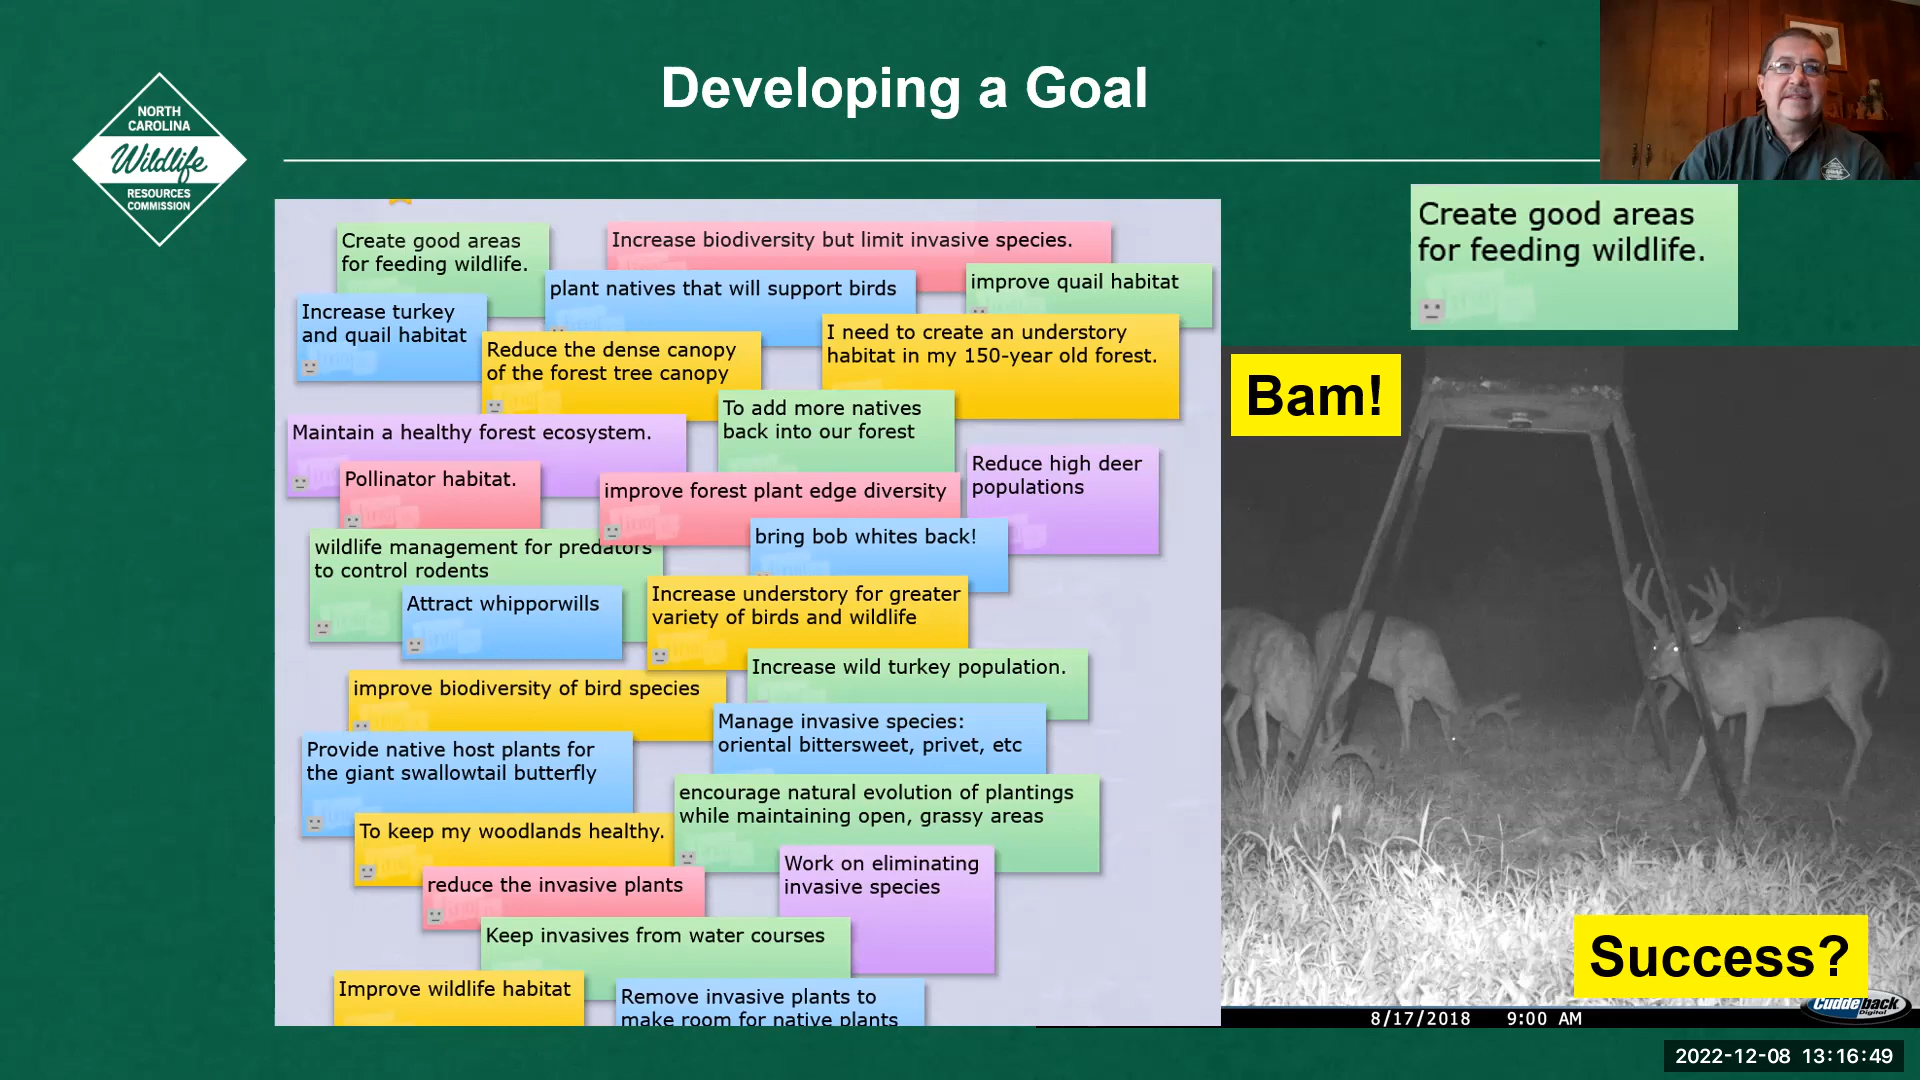 Developing a Goal
NORTH
CAROLINA
Wildlife
RESOURCES
COMMISSION
Create good areas
for feeding wildlife.
Increase biodiversity but limit invasive species.
plant natives that will support birds
improve quail habitat
Increase turkey
and quail habitat
Reduce the dense canopy
of the forest tree canopy
I need to create an understory
habitat in my 150-year old forest.
To add more natives
back into our forest
Maintain a healthy forest ecosystem.
Reduce high deer
populations
Pollinator habitat.
improve forest plant edge diversity
bring bob whites back!
wildlife management for predators
to control rodents
Attract whipporwills
Increase understory for greater
variety of birds and wildlife
Increase wild turkey population.
improve biodiversity of bird species
Manage invasive species:
oriental bittersweet, privet, etc
Provide native host plants for
the giant swallowtail butterfly
encourage natural evolution of plantings
while maintaining open, grassy areas
To keep my woodlands healthy.
Work on eliminating
invasive species
reduce the invasive plants
Keep invasives from water courses
Improve wildlife habitat
Remove invasive plants to
make room for native plants
Create good areas
for feeding wildlife.
Bam!
Success?
Cuddeback
Digital
8/17/2018 9:00 AM
2022-12-08 13:16:49